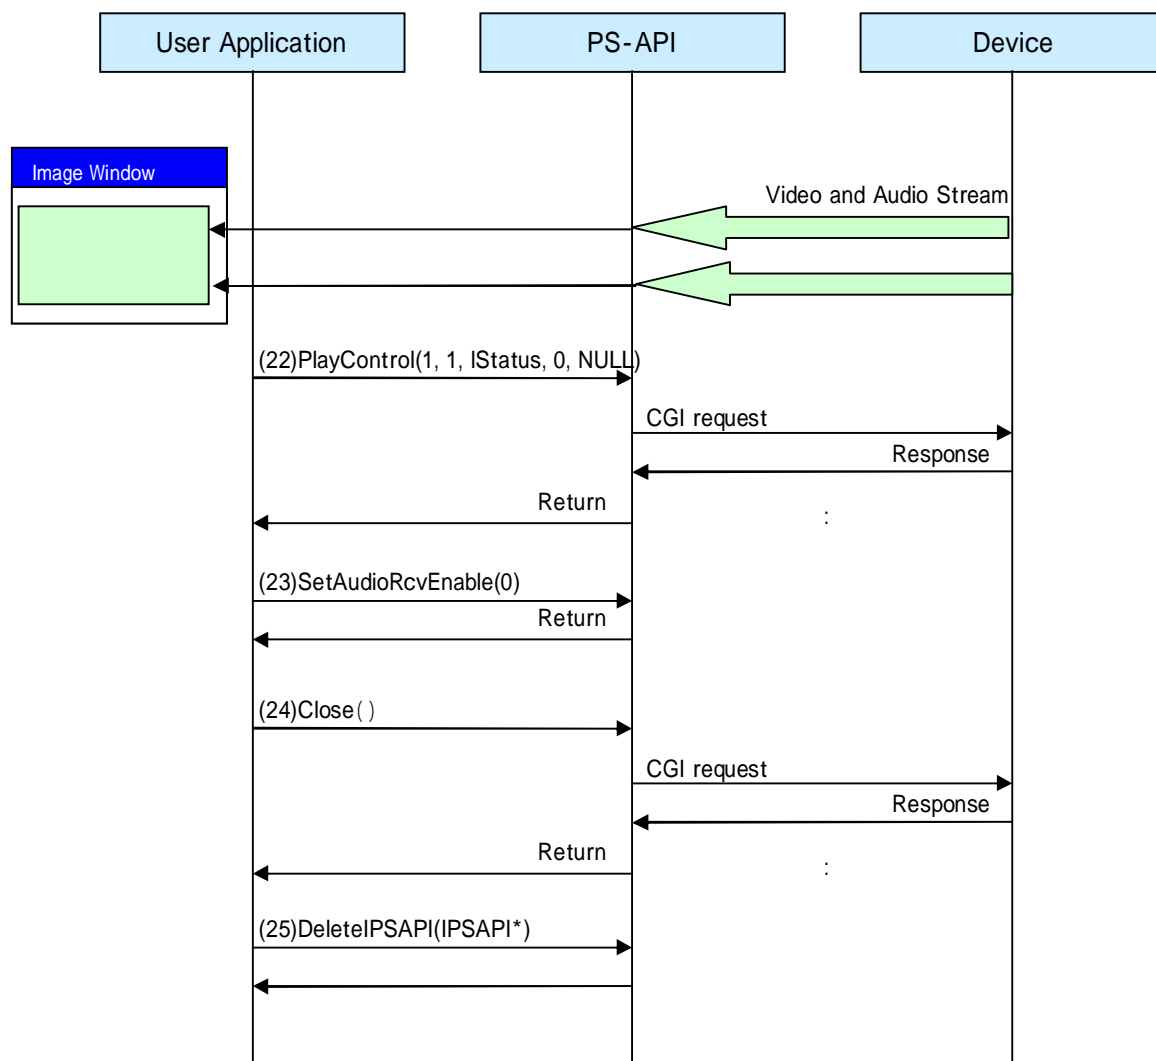 User Application
PS-API
Device
Image Window
Video and Audio Stream
(22)PlayControl(1, 1, lStatus, 0, NULL)
CGI request
Response
Return
:
(23)SetAudioRcvEnable(0)
Return
(24)Close( )
CGI request
Response
Return
:
(25)DeleteIPSAPI(IPSAPI*)